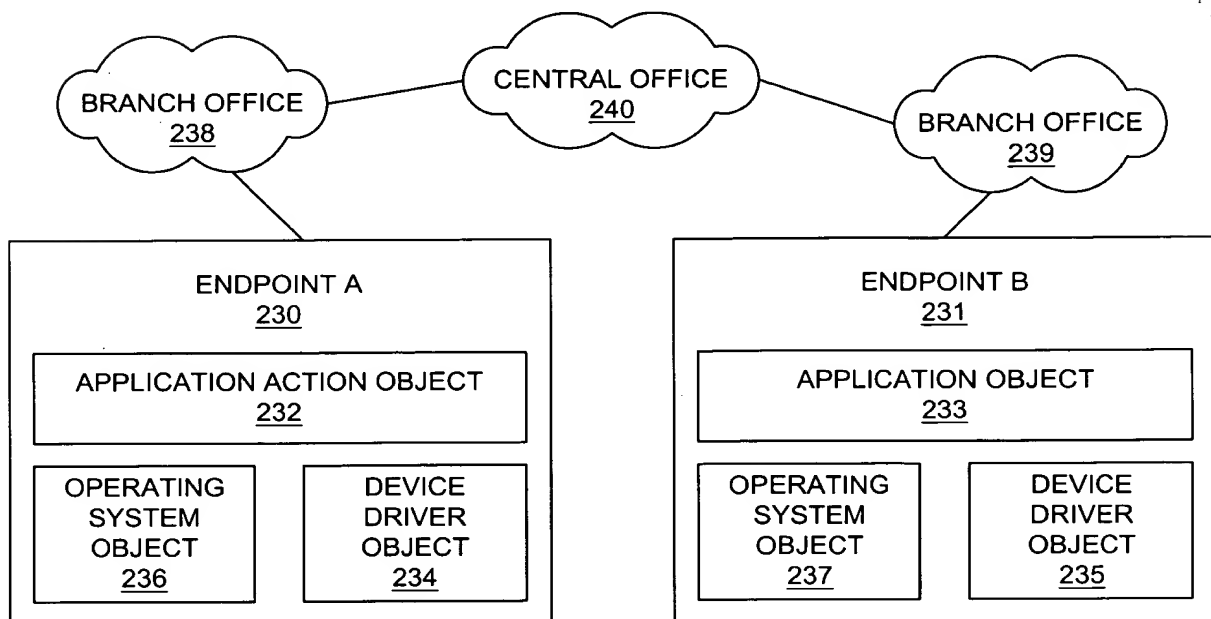 BRANCH OFFICE
238
CENTRAL OFFICE
240
BRANCH OFFICE
239
ENDPOINT A
230
APPLICATION ACTION OBJECT
232
OPERATING
SYSTEM
OBJECT
236
DEVICE
DRIVER
OBJECT
234
ENDPOINT B
231
APPLICATION OBJECT
233
OPERATING
SYSTEM
OBJECT
237
DEVICE
DRIVER
OBJECT
235